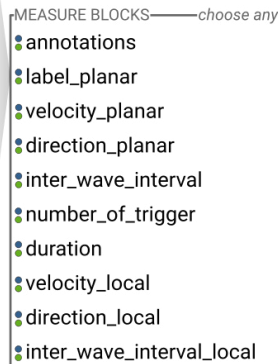 MEASURE BLOCKS choose any
annotations
label_planar
velocity_planar
direction_planar
inter_wave_interval
number_of_trigger
duration
velocity_local
direction_local
inter_wave_interval_local